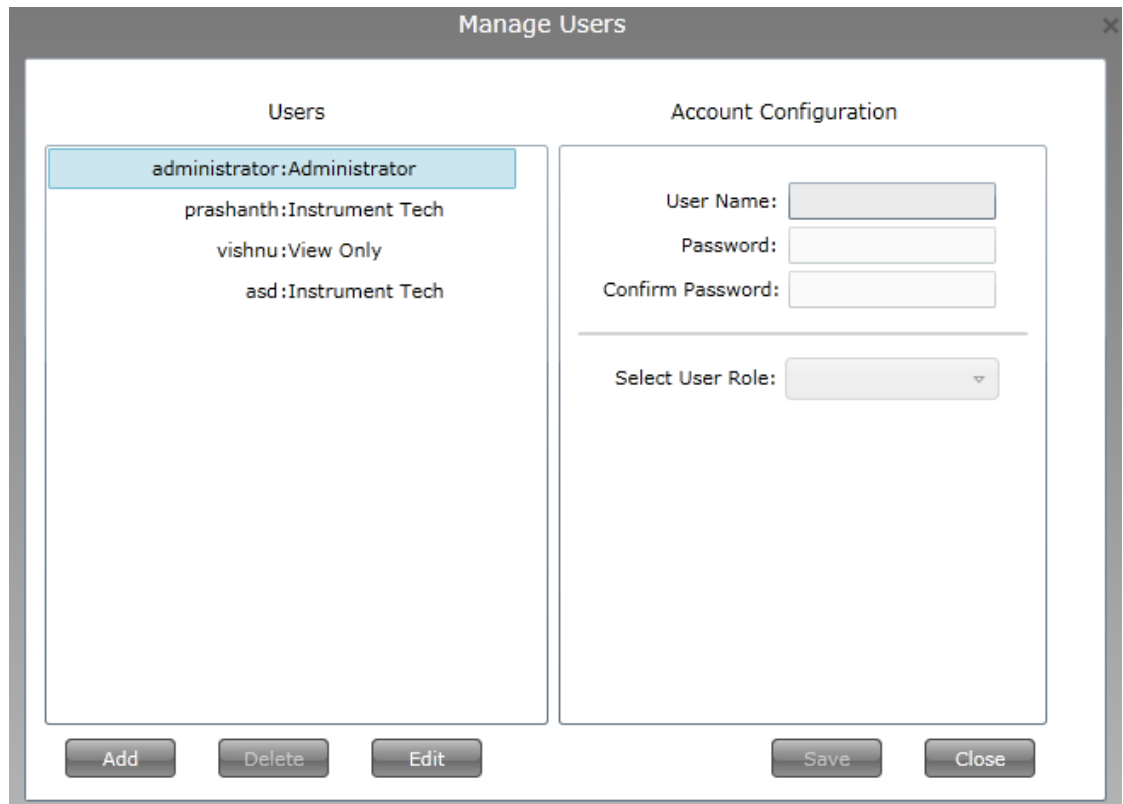 Manage Users
Users
administrator:Administrator
prashanth:Instrument Tech
vishnu:View Only
asd:Instrument Tech
Account Configuration
User Name:
Password:
Confirm Password:
Select User Role:
Add
Delete
Edit
Save
Close